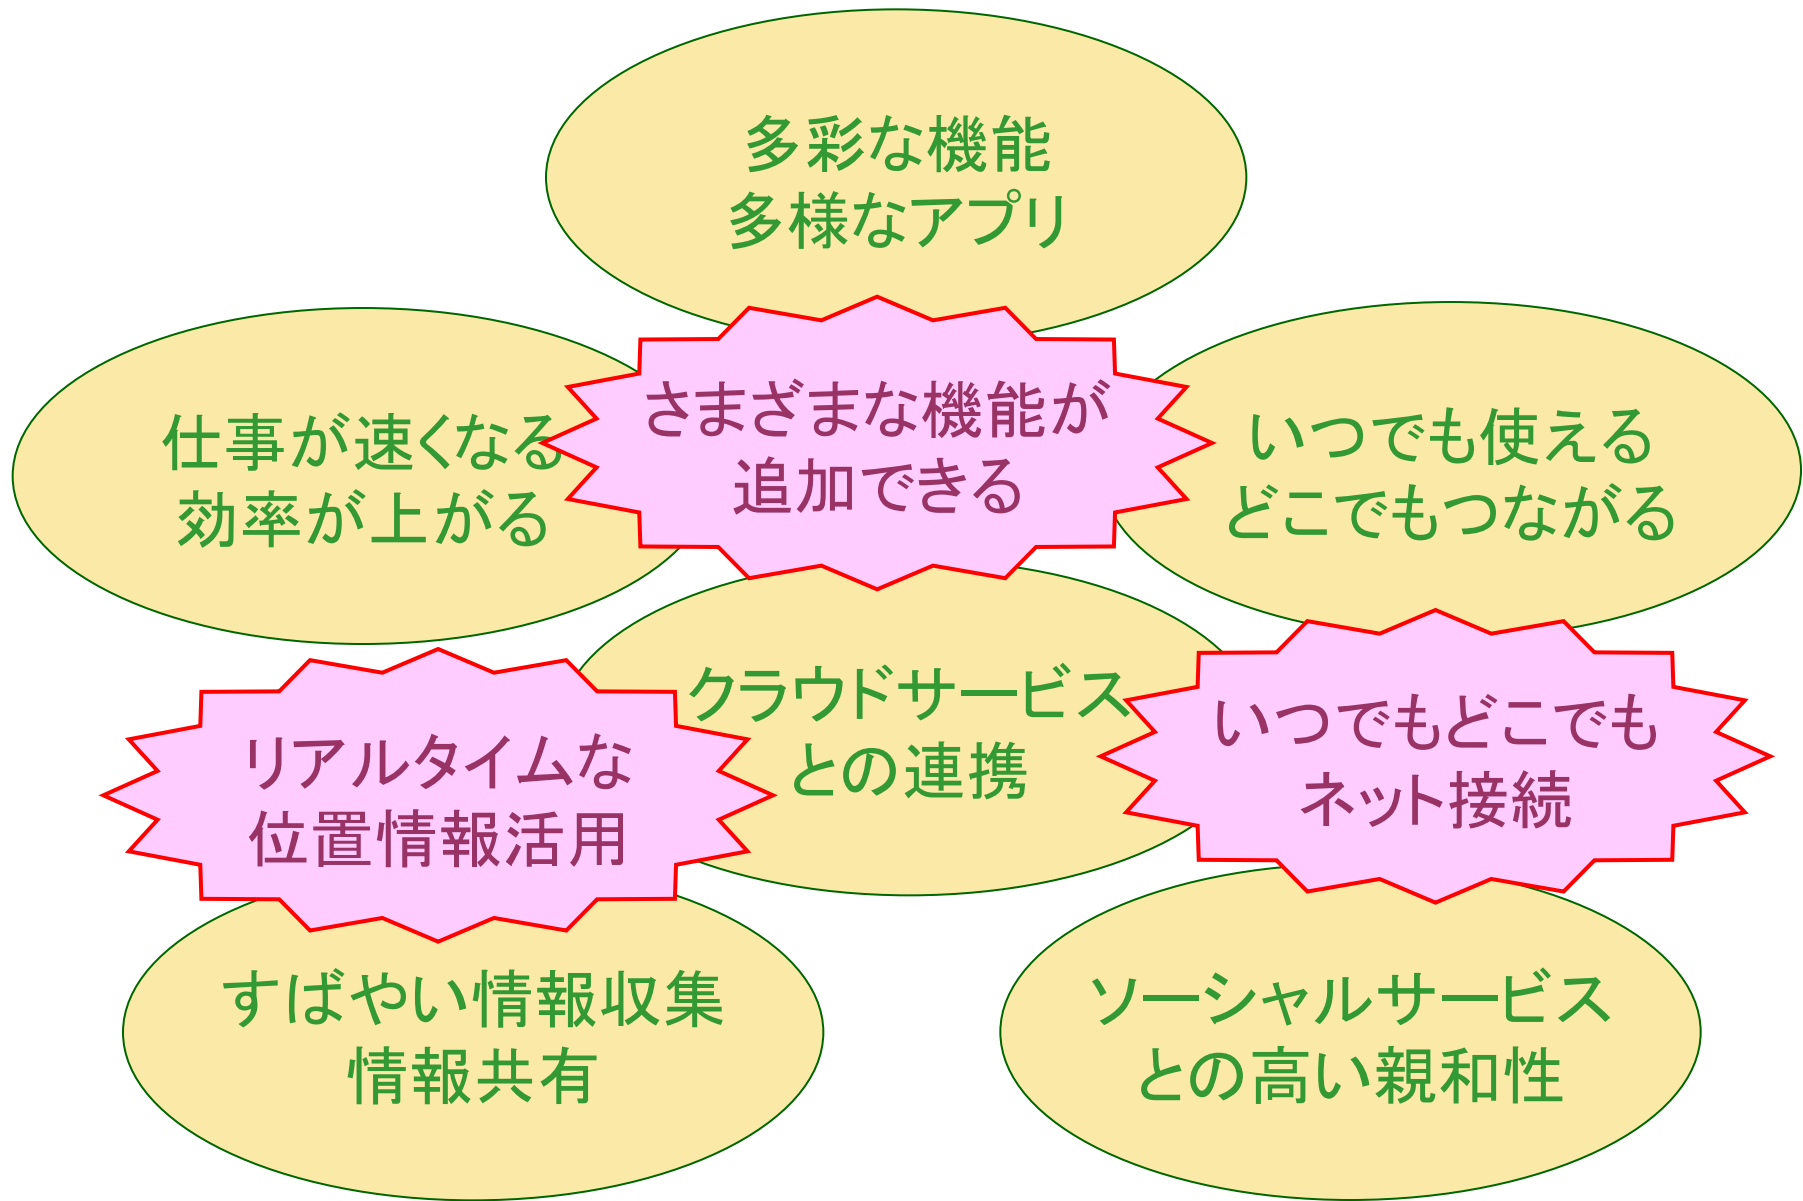 多彩な機能
多様なアプリ
さまざまな機能が
追加できる
仕事が速くなる
効率が上がる
いつでも使える
どこでもつながる
クラウドサービス
との連携
いつでもどこでも
ネット接続
リアルタイムな
位置情報活用
すばやい情報収集
情報共有
ソーシャルサービス
との高い親和性